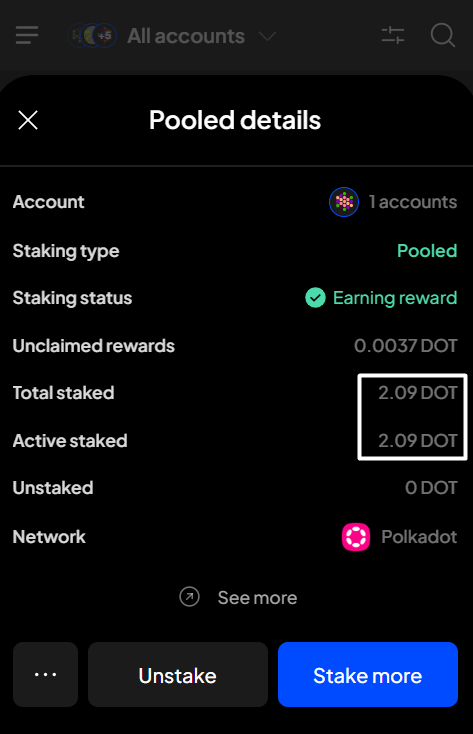 +5 All accounts
Pooled details
Account 1 accounts
Staking type Pooled
Staking status Earning reward
Unclaimed rewards 0.0037 DOT
Total staked 2.09 DOT
Active staked 2.09 DOT
Unstaked 0 DOT
Network Polkadot
See more
... Unstake Stake more